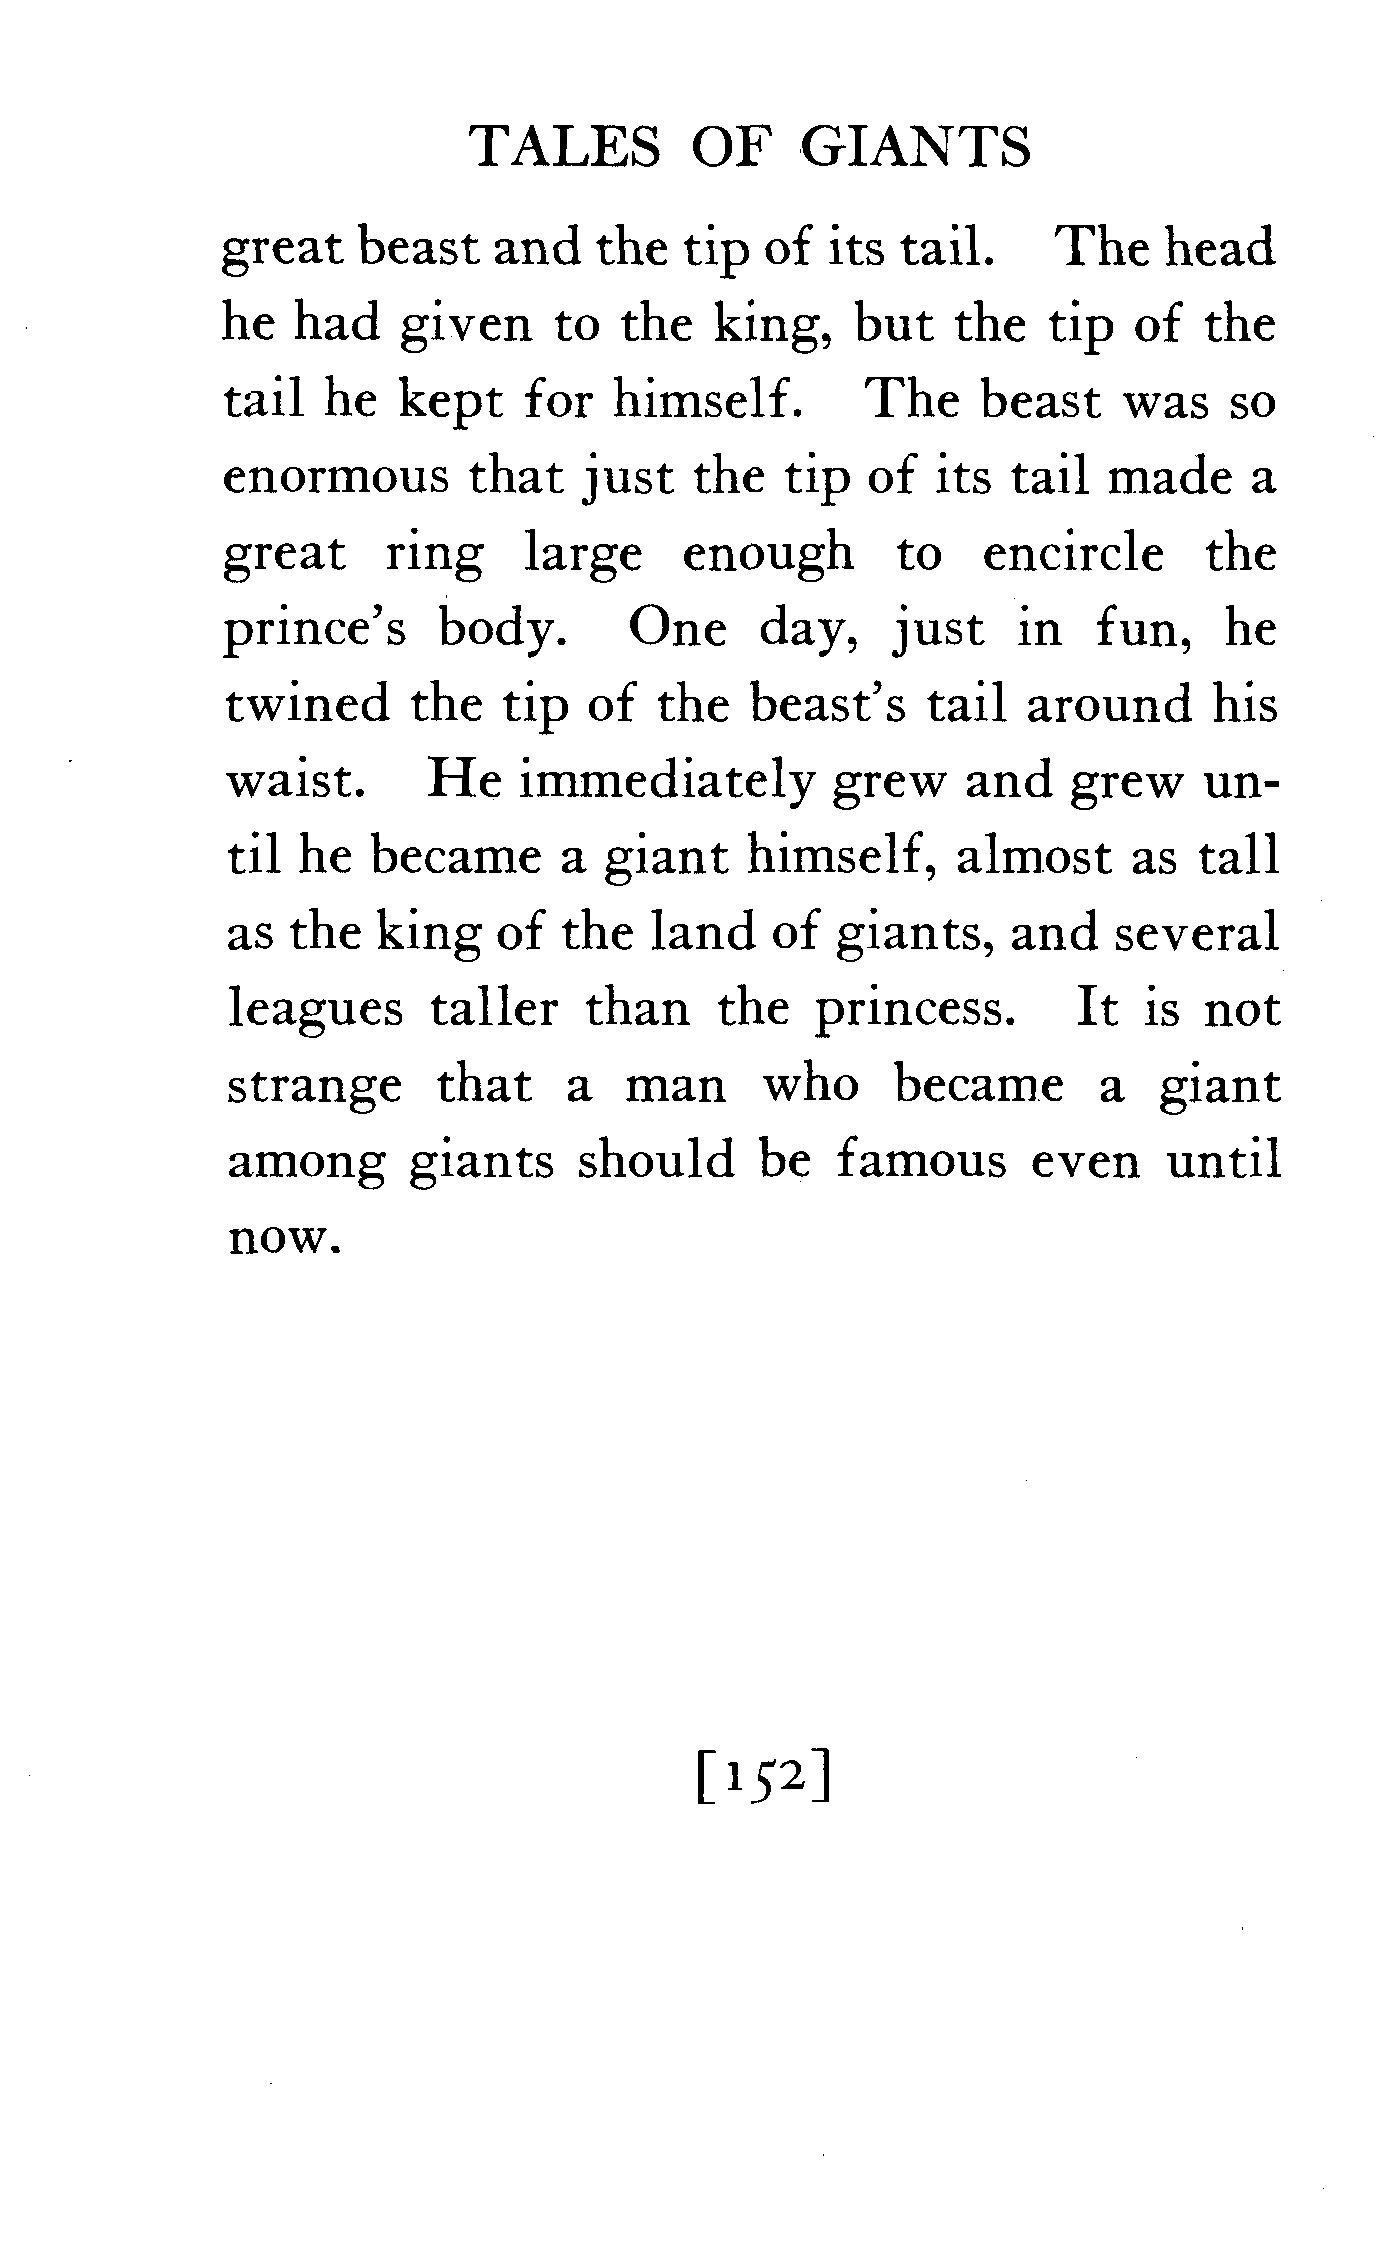 TALES OF GIANTS
great beast and the tip of its tail. The head
he had given to the king, but the tip of the
tail he kept for himself. The beast was so
enormous that just the tip of its tail made a
great ring large enough to encircle the
prince's body. One day, just in fun, he
twined the tip of the beast's tail around his
waist. He immediately grew and grew un-
til he became a giant himself, almost as tall
as the king of the land of giants, and several
leagues taller than the princess. It is not
strange that a man who became a giant
among giants should be famous even until
now.
[152]